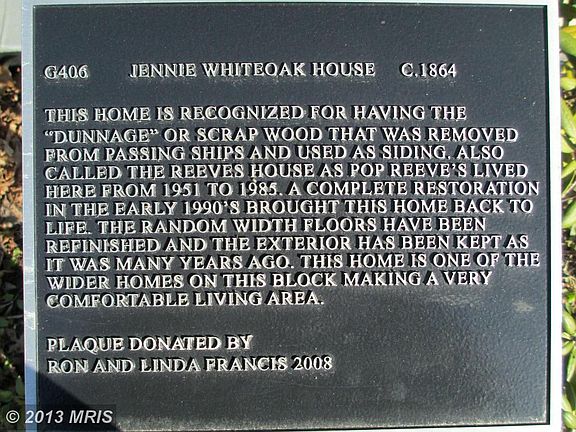 G406 JENNIE WHITEOAK HOUSE C.1864
THIS HOME IS RECOGNIZED FOR HAVING THE
“DUNNAGE” OR SCRAP WOOD THAT WAS REMOVED
FROM PASSING SHIPS AND USED AS SIDING. ALSO
CALLED THE REEVES HOUSE AS POP REEVE'S LIVED
HERE FROM 1951 TO 1985. A COMPLETE RESTORATION
IN THE EARLY 1990'S BROUGHT THIS HOME BACK TO
LIFE. THE RANDOM WIDTH FLOORS HAVE BEEN
REFINISHED AND THE EXTERIOR HAS BEEN KEPT AS
IT WAS MANY YEARS AGO. THIS HOME IS ONE OF THE
WIDER HOMES ON THIS BLOCK MAKING A VERY
COMFORTABLE LIVING AREA.
PLAQUE DONATED BY
RON AND LINDA FRANCIS 2008
© 2013 MRIS